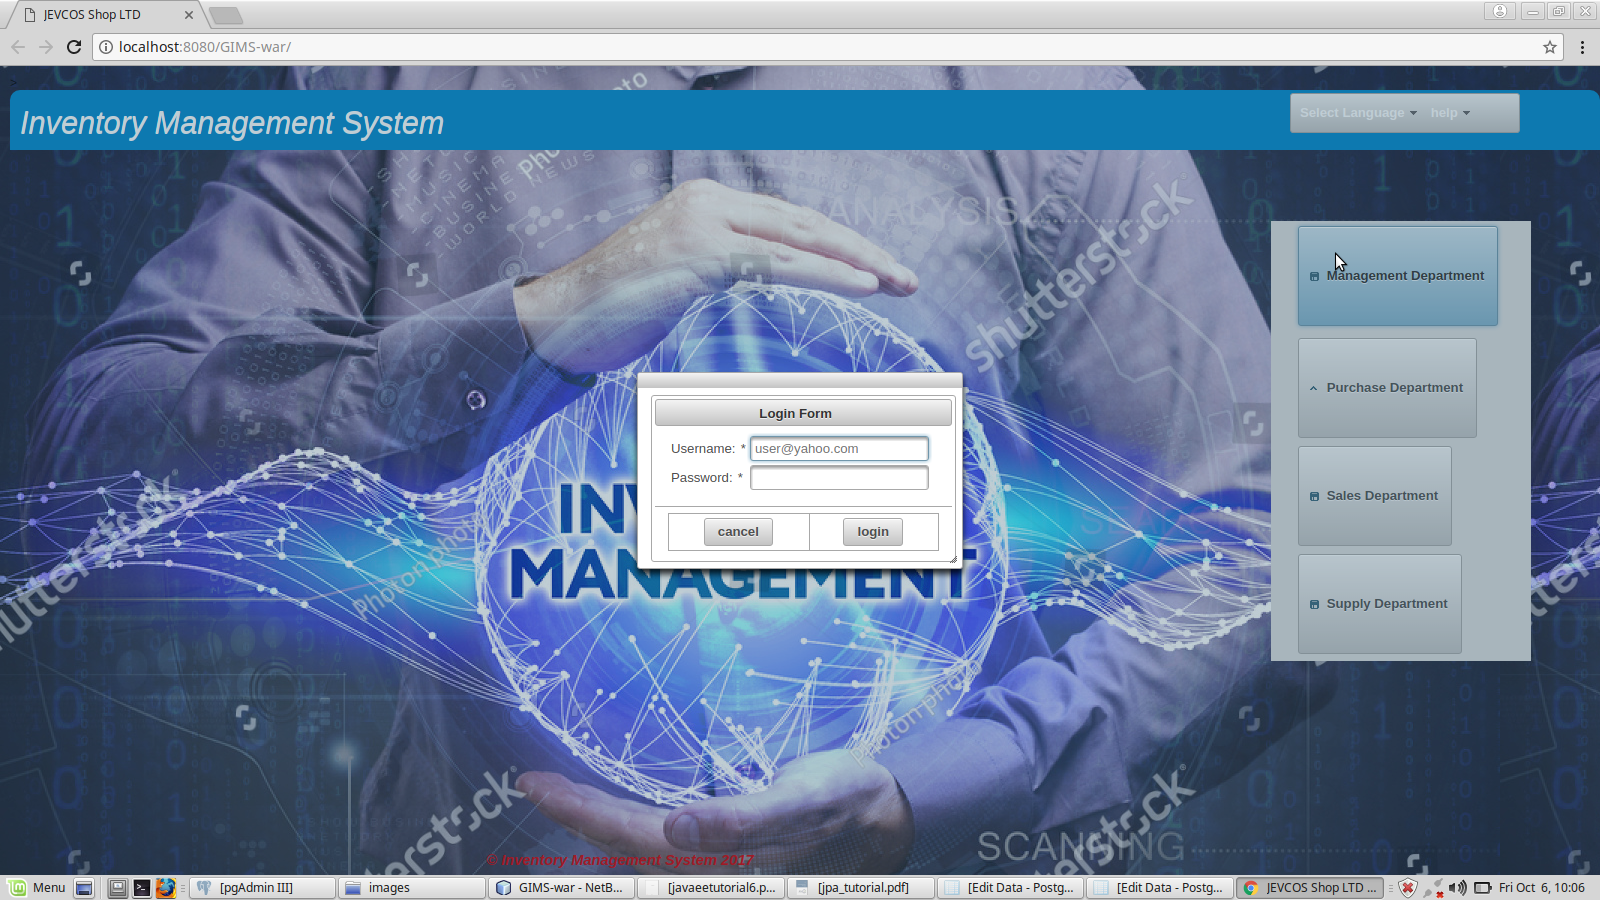 JEVCOS Shop LTD
localhost:8080/GIMS-war/
Inventory Management System
Select Language
help
ANALYSIS
shutterstock
Management Department
Purchase Department
Sales Department
Supply Department
Login Form
Username: *
user@yahoo.com
Password: *
cancel
login
MANAGEMENT
Photon photo
SCANNING
© Inventory Management System 2017
Menu
[pgAdmin III]
images
GIMS-war - NetB...
[javaeetutorial6.p...
[jpa_tutorial.pdf]
[Edit Data - Postg...
[Edit Data - Postg...
JEVCOS Shop LTD ...
Fri Oct 6, 10:06